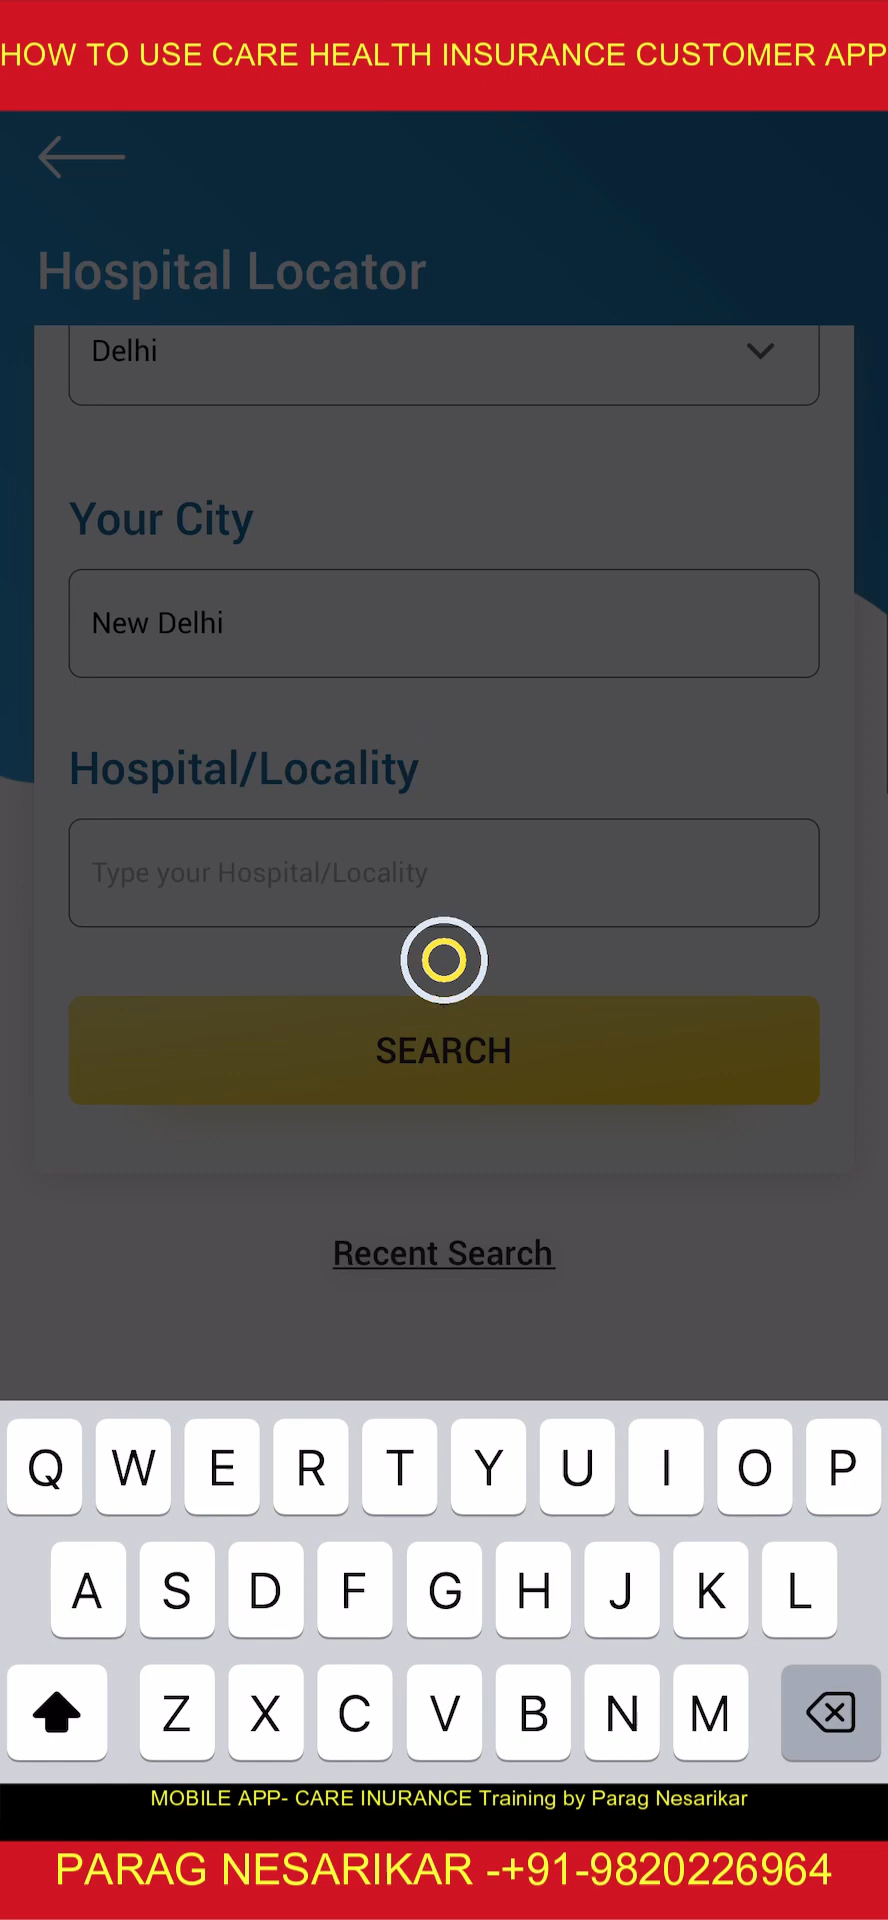 HOW TO USE CARE HEALTH INSURANCE CUSTOMER APP
Hospital Locator
Delhi
Your City
New Delhi
Hospital/Locality
Type your Hospital/Locality
SEARCH
Recent Search
Q W E R T Y U I O P
A S D F G H J K L
Z X C V B N M
MOBILE APP- CARE INURANCE Training by Parag Nesarikar
PARAG NESARIKAR -+91-9820226964